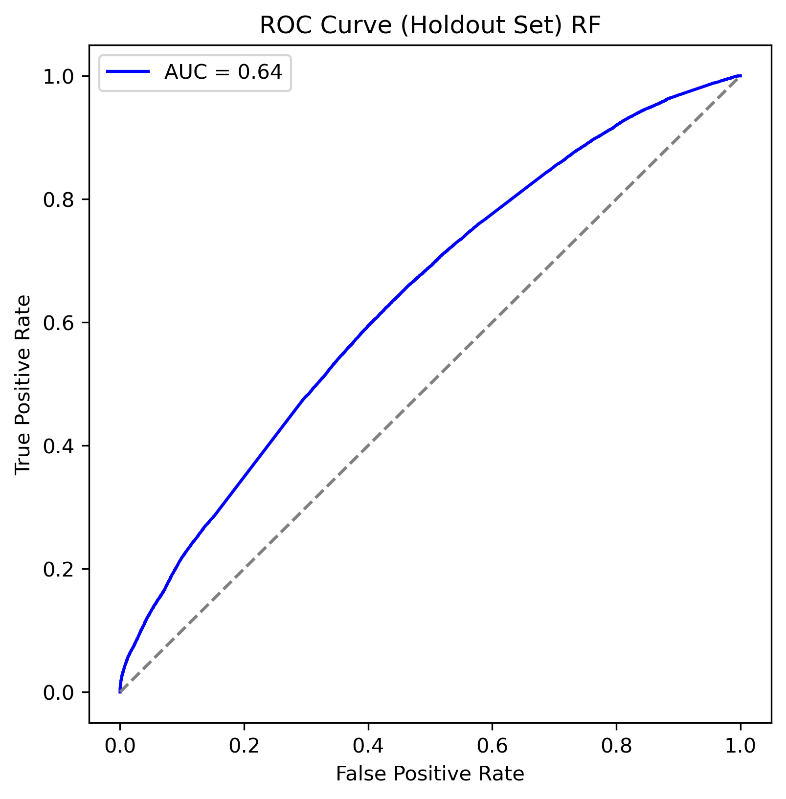 ROC Curve (Holdout Set) RF
AUC = 0.64
1.0
0.8
0.6
0.4
0.2
0.0
True Positive Rate
0.0 0.2 0.4 0.6 0.8 1.0
False Positive Rate